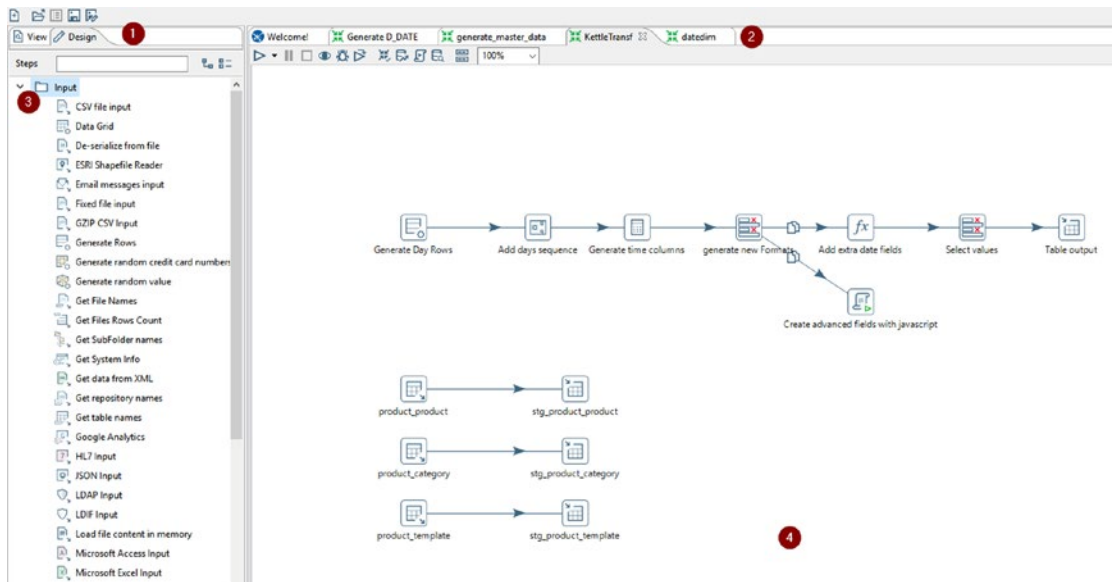 View Design 1
Welcome! Generate D_DATE generate_master_data KettleTransf datedim 2
Steps
100%
3
Input
CSV file input
Data Grid
De-serialize from file
ESRI Shapefile Reader
Email messages input
Fixed file input
GZIP CSV Input
Generate Rows
Generate random credit card numbers
Generate random value
Get File Names
Get Files Rows Count
Get SubFolder names
Get System Info
Get data from XML
Get repository names
Get table names
Google Analytics
HL7 Input
JSON Input
LDAP Input
LDIF Input
Load file content in memory
Microsoft Access Input
Microsoft Excel Input
fx
Generate Day Rows Add days sequence Generate time columns generate new Formats Add extra date fields Select values Table output
Create advanced fields with javascript
product_product stg_product_product
product_category stg_product_category
product_template stg_product_template
4